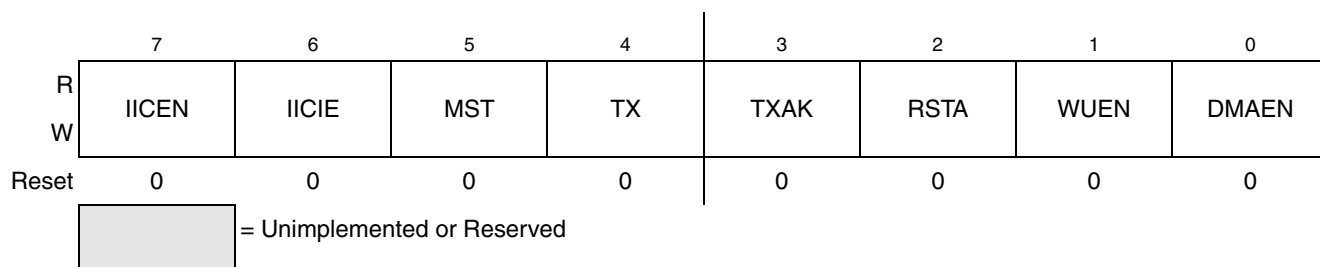 7 6 5 4 3 2 1 0
R
IICEN IICIE MST TX TXAK RSTA WUEN DMAEN
W
Reset 0 0 0 0 0 0 0 0
= Unimplemented or Reserved